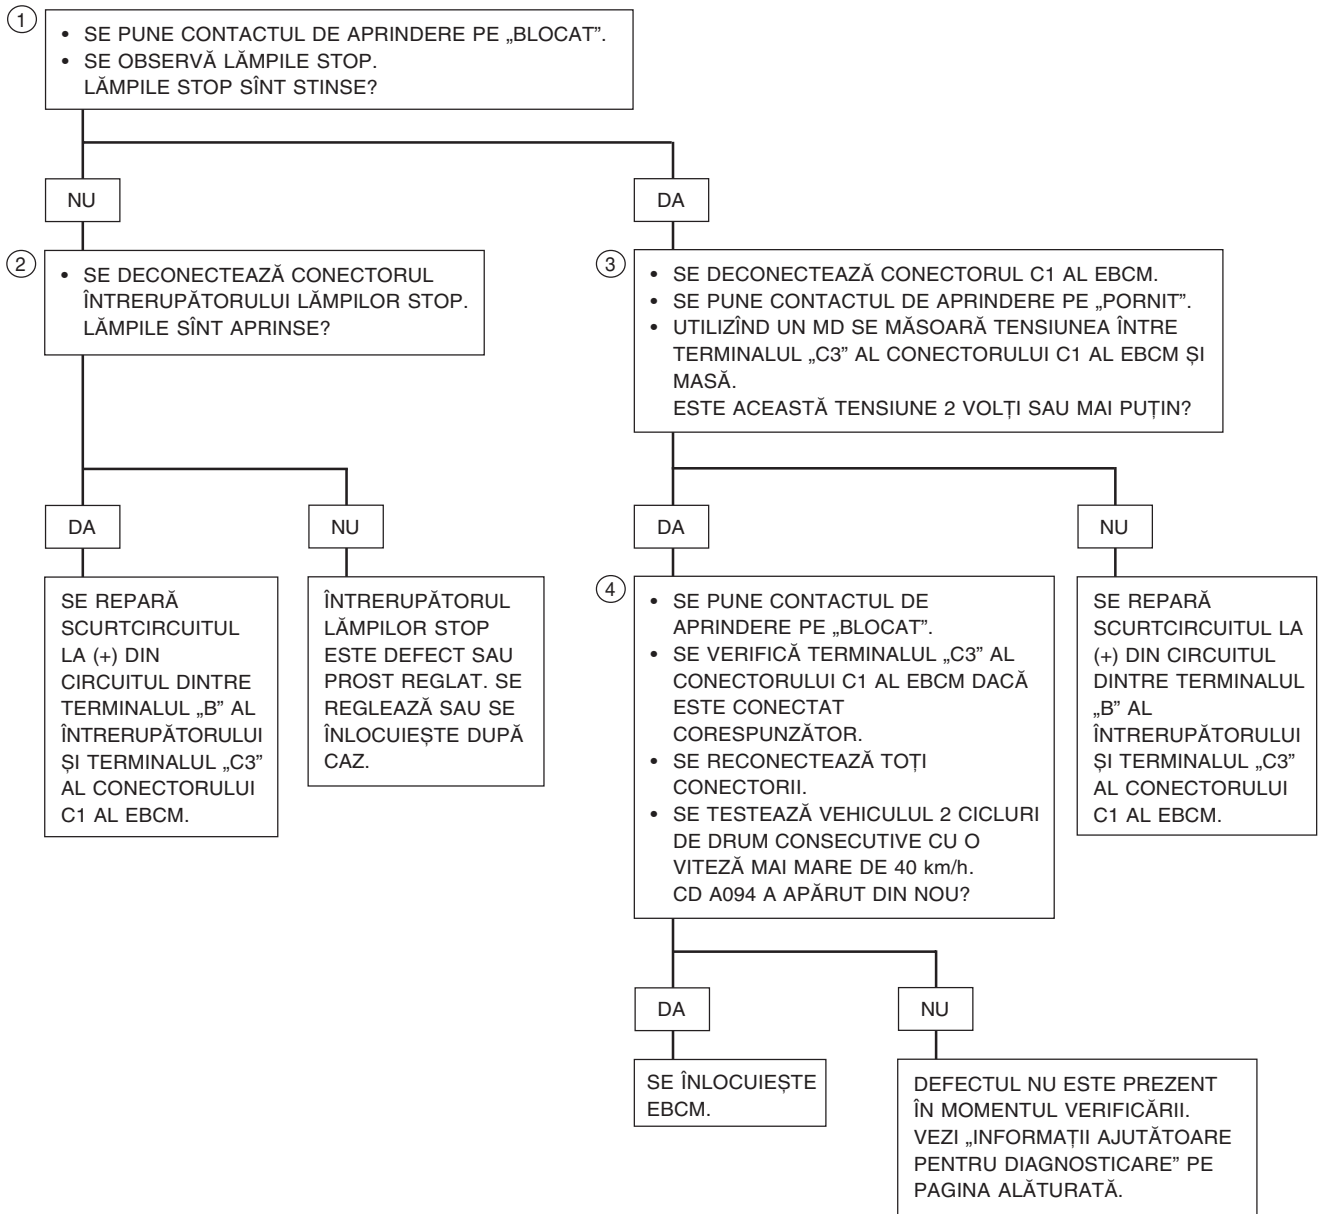 1
• SE PUNE CONTACTUL DE APRINDERE PE „BLOCAT”.
• SE OBSERVĂ LĂMPILE STOP.
LĂMPILE STOP SÎNT STINSE?
NU
DA
2
• SE DECONECTEAZĂ CONECTORUL
ÎNTRERUPĂTORULUI LĂMPILOR STOP.
LĂMPILE SÎNT APRINSE?
3
• SE DECONECTEAZĂ CONECTORUL C1 AL EBCM.
• SE PUNE CONTACTUL DE APRINDERE PE „PORNIT”.
• UTILIZÎND UN MD SE MĂSOARĂ TENSIUNEA ÎNTRE
TERMINALUL „C3” AL CONECTORULUI C1 AL EBCM ȘI
MASĂ.
ESTE ACEASTĂ TENSIUNE 2 VOLȚI SAU MAI PUȚIN?
DA
NU
DA
NU
SE REPARĂ
SCURTCIRCUITUL
LA (+) DIN
CIRCUITUL DINTRE
TERMINALUL „B” AL
ÎNTRERUPĂTORULUI
ȘI TERMINALUL „C3”
AL CONECTORULUI
C1 AL EBCM.
ÎNTRERUPĂTORUL
LĂMPILOR STOP
ESTE DEFECT SAU
PROST REGLAT. SE
REGLEAZĂ SAU SE
ÎNLOCUIEȘTE DUPĂ
CAZ.
4
• SE PUNE CONTACTUL DE
APRINDERE PE „BLOCAT”.
• SE VERIFICĂ TERMINALUL „C3” AL
CONECTORULUI C1 AL EBCM DACĂ
ESTE CONECTAT
CORESPUNZĂTOR.
• SE RECONECTEAZĂ TOȚI
CONECTORII.
• SE TESTEAZĂ VEHICULUL 2 CICLURI
DE DRUM CONSECUTIVE CU O
VITEZĂ MAI MARE DE 40 km/h.
CD A094 A APĂRUT DIN NOU?
SE REPARĂ
SCURTCIRCUITUL LA
(+) DIN CIRCUITUL
DINTRE TERMINALUL
„B” AL
ÎNTRERUPĂTORULUI
ȘI TERMINALUL „C3”
AL CONECTORULUI
C1 AL EBCM.
DA
NU
SE ÎNLOCUIEȘTE
EBCM.
DEFECTUL NU ESTE PREZENT
ÎN MOMENTUL VERIFICĂRII.
VEZI „INFORMAȚII AJUTĂTOARE
PENTRU DIAGNOSTICARE” PE
PAGINA ALĂTURATĂ.